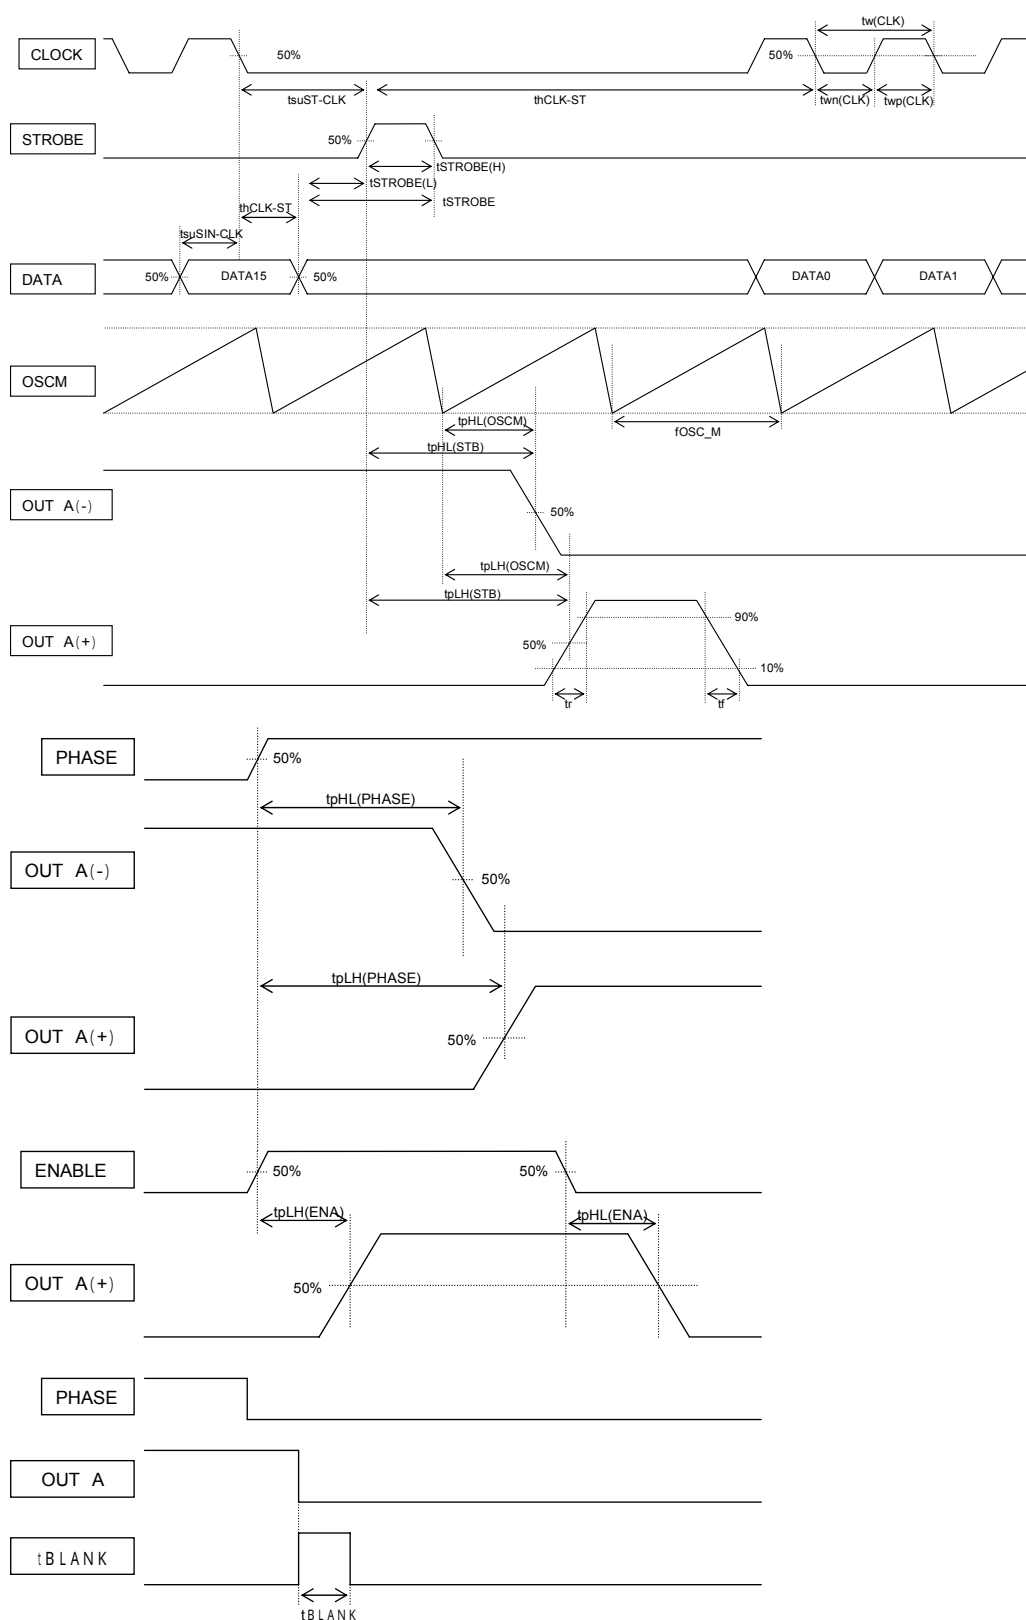 tw(CLK)
CLOCK
50%
50%
tsuST-CLK
thCLK-ST
twn(CLK)
twp(CLK)
STROBE
50%
tSTROBE(H)
tSTROBE(L)
tSTROBE
thCLK-ST
tsuSIN-CLK
DATA
50%
DATA15
50%
DATA0
DATA1
OSCM
tpHL(OSCM)
fOSC_M
tpHL(STB)
OUT A(-)
50%
tpLH(OSCM)
tpLH(STB)
OUT A(+)
90%
50%
10%
tr
tf
PHASE
50%
tpHL(PHASE)
OUT A(-)
50%
tpLH(PHASE)
OUT A(+)
50%
ENABLE
50%
50%
tpLH(ENA)
tpHL(ENA)
OUT A(+)
50%
PHASE
OUT A
tBLANK
tBLANK